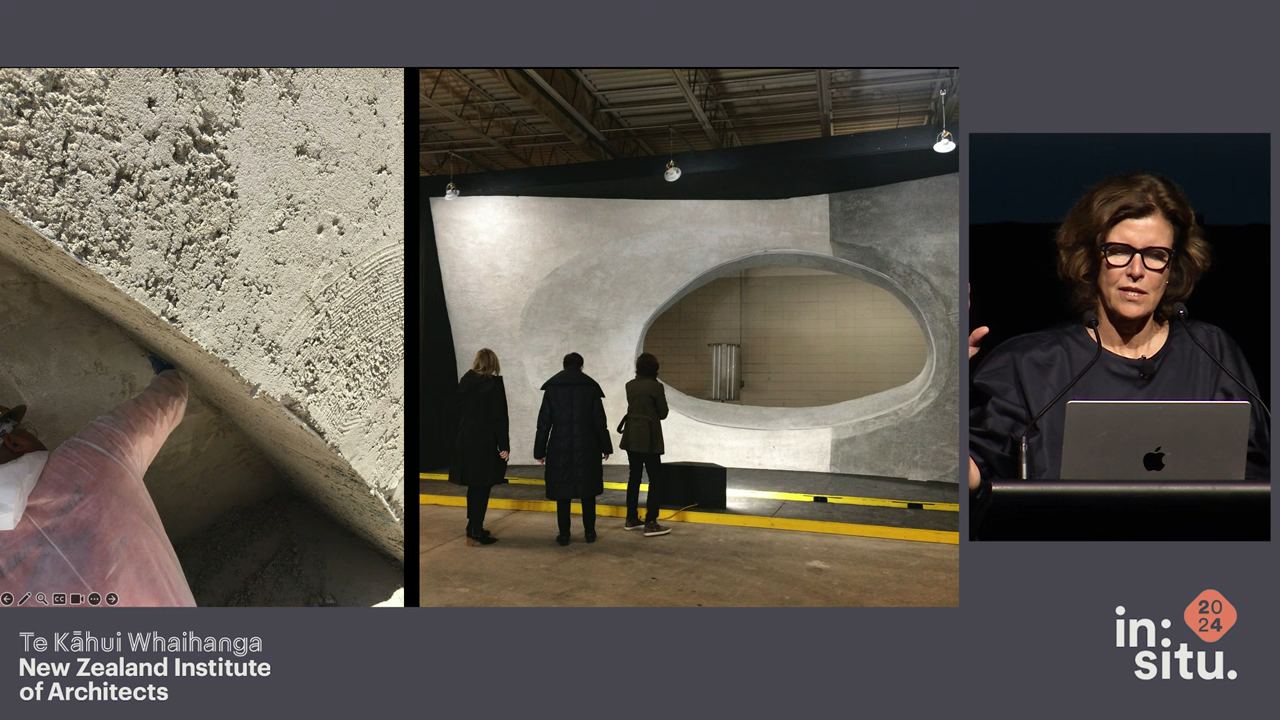 Te Kāhui Whaihanga
New Zealand Institute
of Architects
in:
situ.
20
24